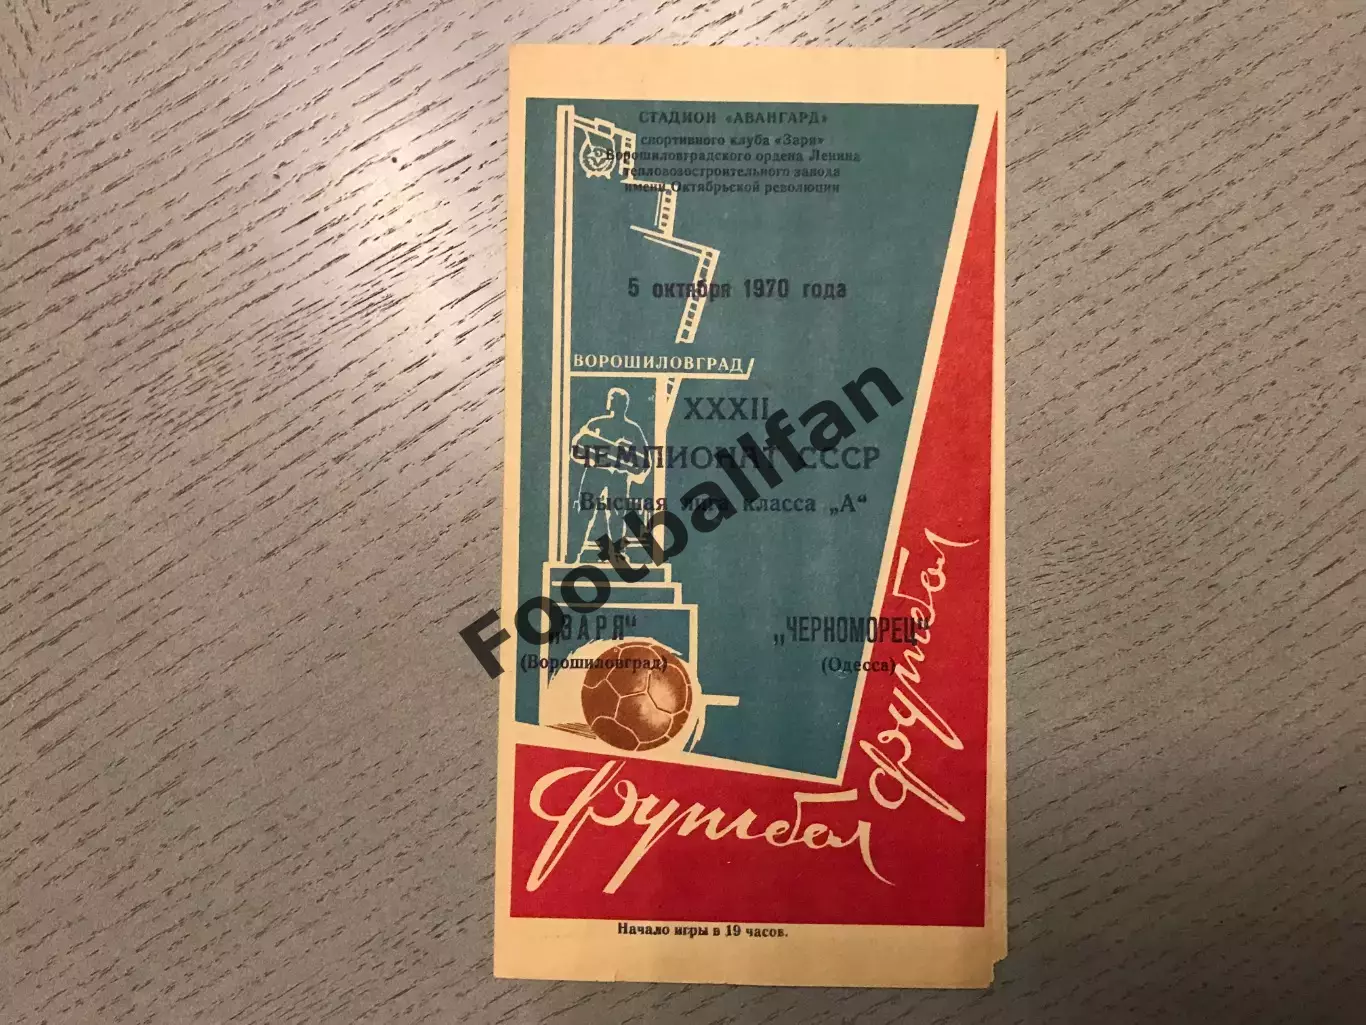 СТАДИОН «АВАНГАРД»
спортивного клуба «Заря»
Ворошиловградского ордена Ленина
тепловозостроительного завода
имени Октябрьской революции
5 октября 1970 года
ВОРОШИЛОВГРАД
XXXII
ЧЕМПИОНАТ СССР
Высшая лига класса „А“
„ЗАРЯ“
(Ворошиловград)
„ЧЕРНОМОРЕЦ“
(Одесса)
Футбол
Футбол
Начало игры в 19 часов.
Footballfan